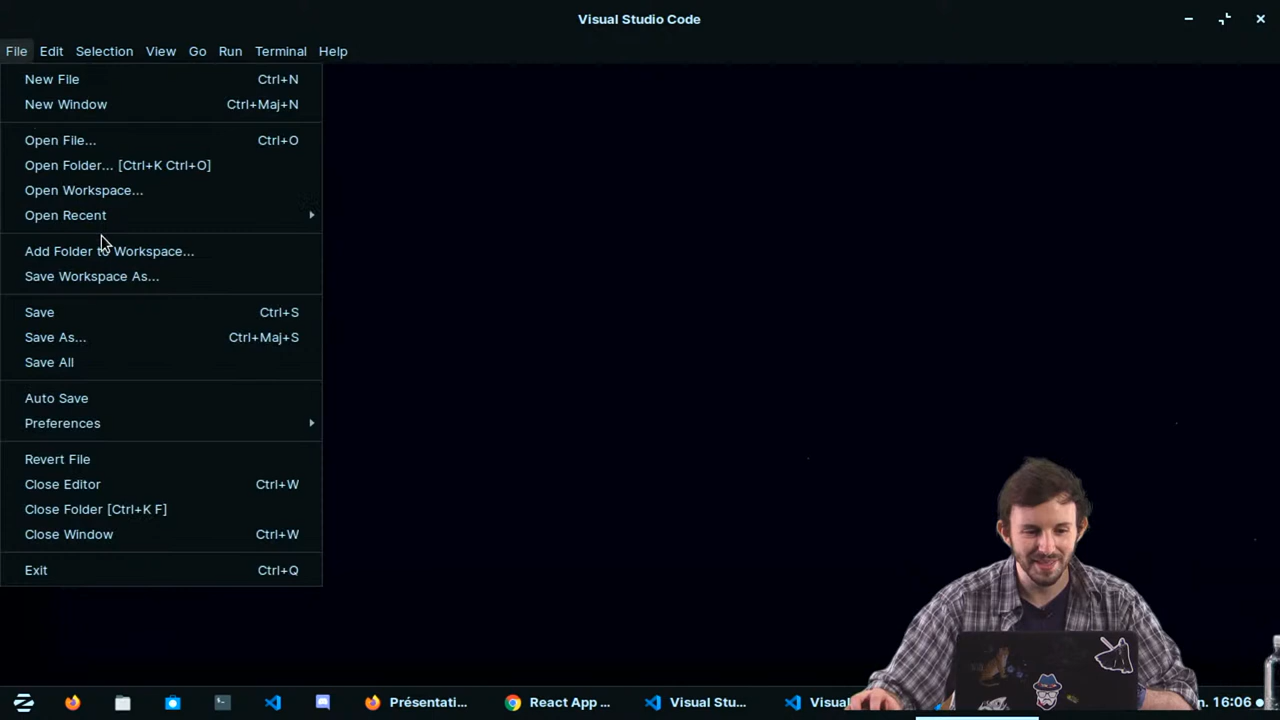 Visual Studio Code
File Edit Selection View Go Run Terminal Help
New File Ctrl+N
New Window Ctrl+Maj+N
Open File... Ctrl+O
Open Folder... [Ctrl+K Ctrl+O]
Open Workspace...
Open Recent
Add Folder to Workspace...
Save Workspace As...
Save Ctrl+S
Save As... Ctrl+Maj+S
Save All
Auto Save
Preferences
Revert File
Close Editor Ctrl+W
Close Folder [Ctrl+K F]
Close Window Ctrl+W
Exit Ctrl+Q
Présentati... React App ... Visual Stu... Visual n. 16:06